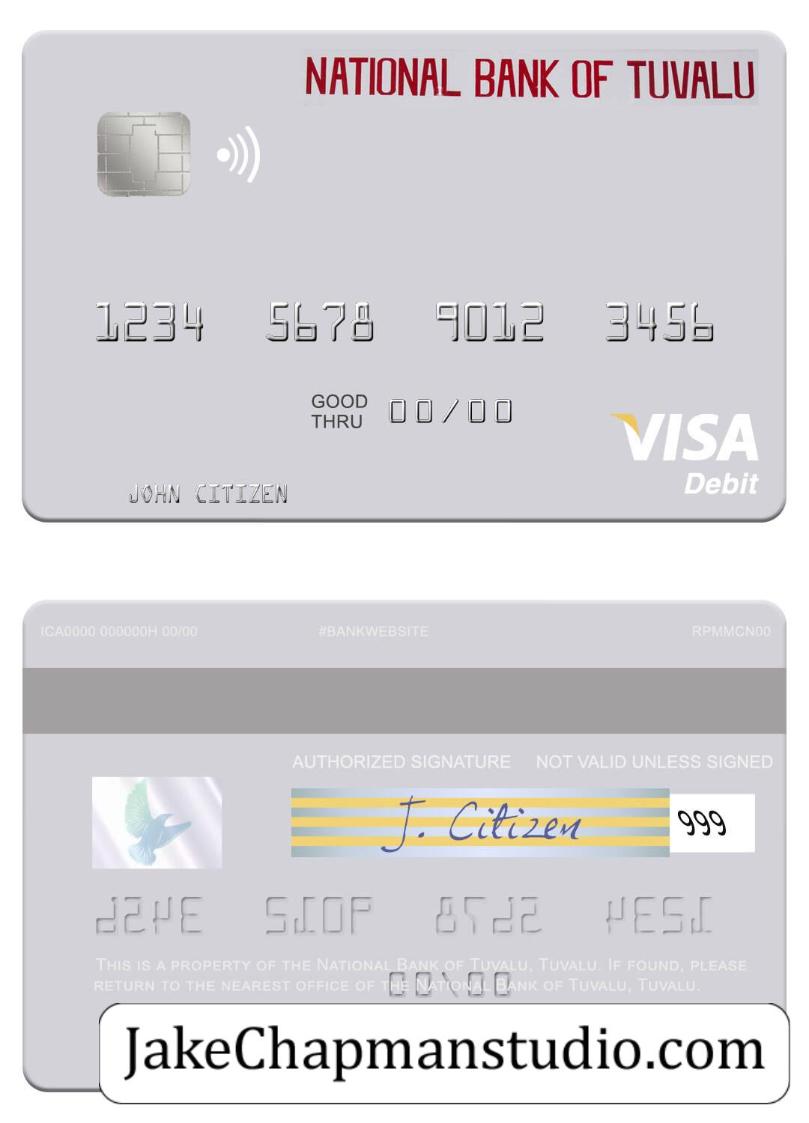 NATIONAL BANK OF TUVALU
1234 5678 9012 3456
GOOD THRU 00/00
VISA
Debit
JOHN CITIZEN
ICA0000 000000H 00/00 #BANKWEBSITE RPMMCN00
AUTHORIZED SIGNATURE NOT VALID UNLESS SIGNED
J. Citizen 999
THIS IS A PROPERTY OF THE NATIONAL BANK OF TUVALU, TUVALU. IF FOUND, PLEASE
RETURN TO THE NEAREST OFFICE OF THE NATIONAL BANK OF TUVALU, TUVALU.
00\00
JakeChapmanstudio.com